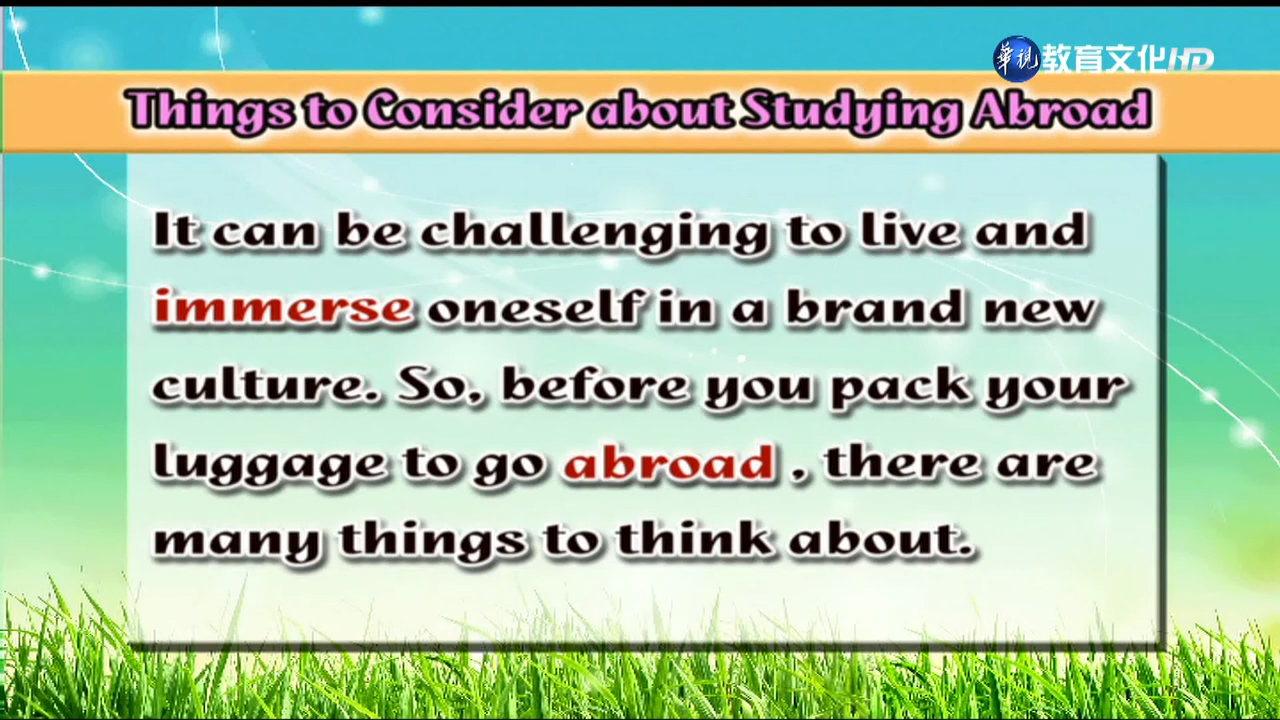 華視 教育文化HD
Things to Consider about Studying Abroad
It can be challenging to live and
immerse oneself in a brand new
culture. So, before you pack your
luggage to go abroad , there are
many things to think about.